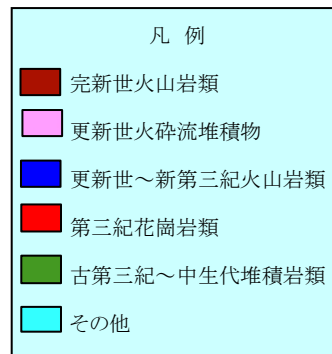 凡 例
完新世火山岩類
更新世火砕流堆積物
更新世～新第三紀火山岩類
第三紀花崗岩類
古第三紀～中生代堆積岩類
その他